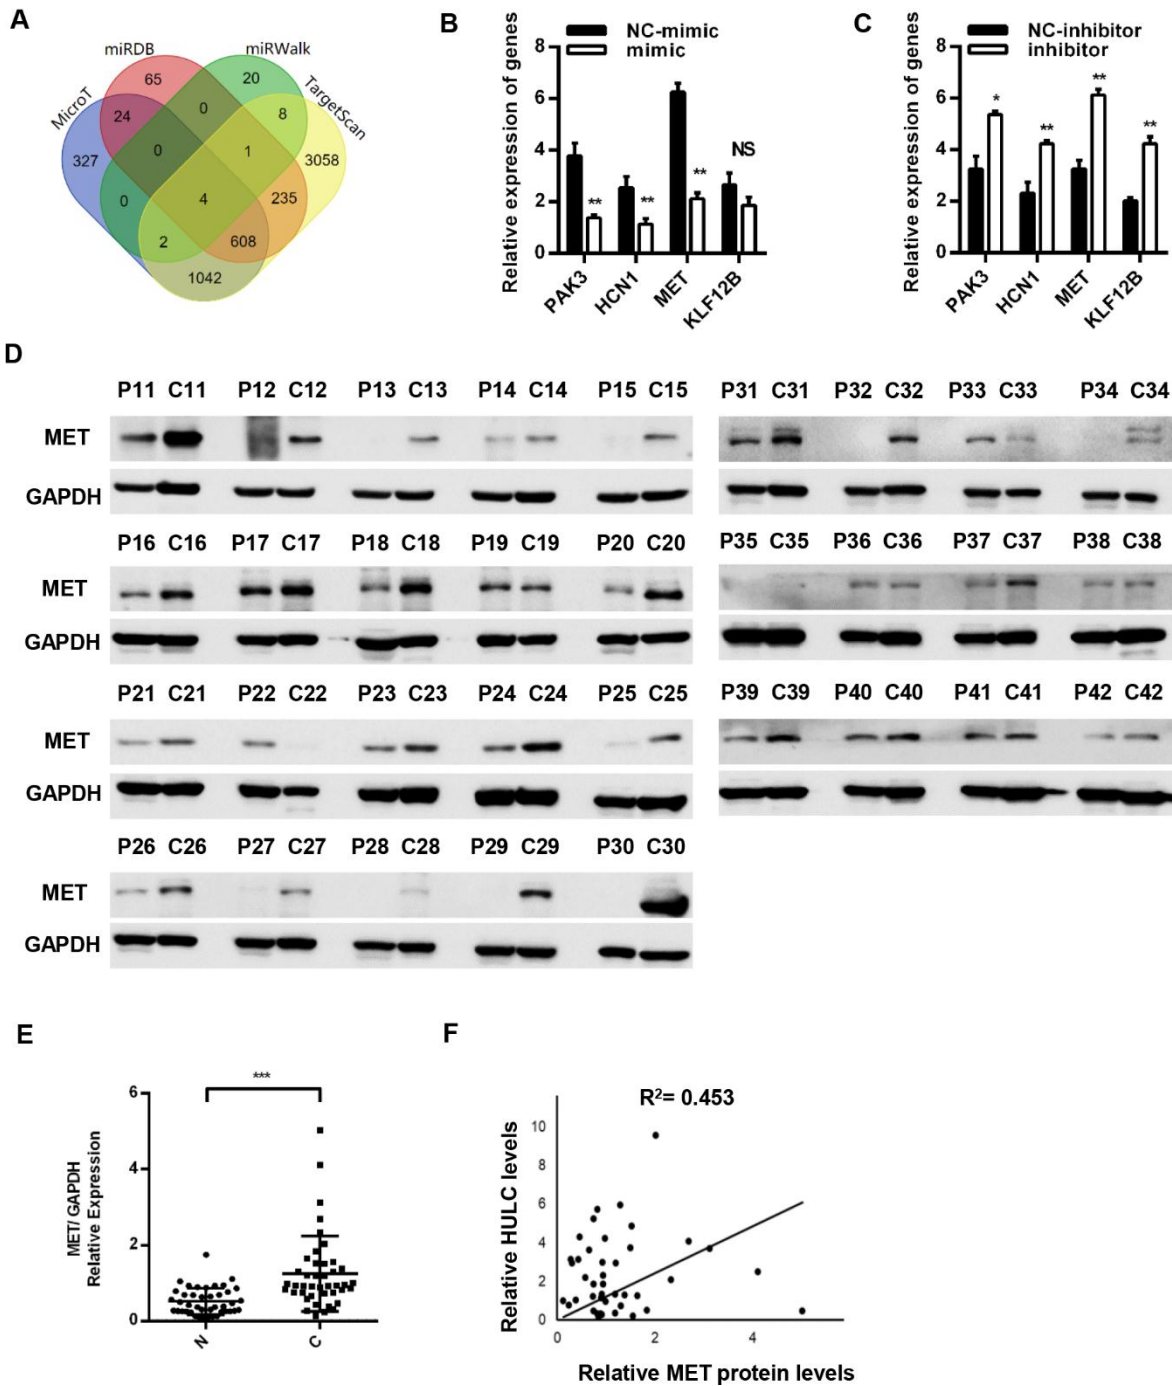 A
miRDB
miRWalk
MicroT
TargetScan
65
20
24
0
8
327
0
1
3058
0
4
235
2
608
1042
B
NC-mimic
mimic
Relative expression of genes
8
6
4
2
0
**
**
**
NS
PAK3
HCN1
MET
KLF12B
C
NC-inhibitor
inhibitor
Relative expression of genes
8
6
4
2
0
*
**
**
**
PAK3
HCN1
MET
KLF12B
D
P11 C11 P12 C12 P13 C13 P14 C14 P15 C15
MET
GAPDH
P16 C16 P17 C17 P18 C18 P19 C19 P20 C20
MET
GAPDH
P21 C21 P22 C22 P23 C23 P24 C24 P25 C25
MET
GAPDH
P26 C26 P27 C27 P28 C28 P29 C29 P30 C30
MET
GAPDH
P31 C31 P32 C32 P33 C33 P34 C34
P35 C35 P36 C36 P37 C37 P38 C38
P39 C39 P40 C40 P41 C41 P42 C42
E
***
MET/ GAPDH
Relative Expression
6
4
2
0
N
C
F
R²= 0.453
Relative HULC levels
10
8
6
4
2
0
0 2 4
Relative MET protein levels